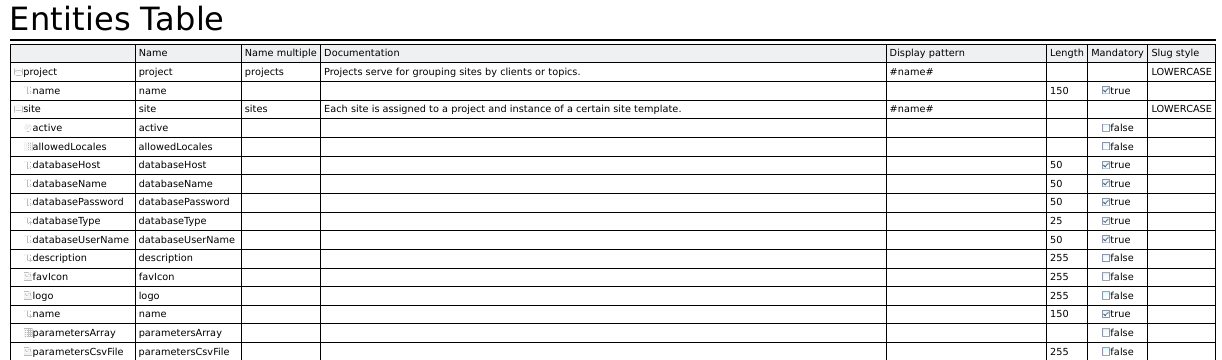 Entities Table
Name Name multiple Documentation Display pattern Length Mandatory Slug style
project project projects Projects serve for grouping sites by clients or topics. #name# LOWERCASE
name name 150 true
site site sites Each site is assigned to a project and instance of a certain site template. #name# LOWERCASE
active active false
allowedLocales allowedLocales false
databaseHost databaseHost 50 true
databaseName databaseName 50 true
databasePassword databasePassword 50 true
databaseType databaseType 25 true
databaseUserName databaseUserName 50 true
description description 255 false
favIcon favIcon 255 false
logo logo 255 false
name name 150 true
parametersArray parametersArray false
parametersCsvFile parametersCsvFile 255 false